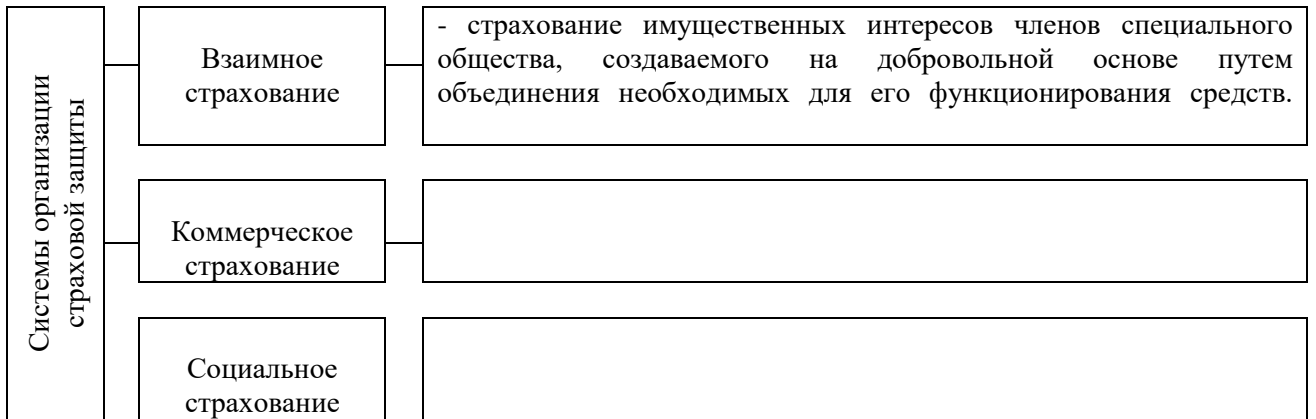 Системы организации
страховой защиты
Взаимное
страхование
- страхование имущественных интересов членов специального
общества, создаваемого на добровольной основе путем
объединения необходимых для его функционирования средств.
Коммерческое
страхование
Социальное
страхование